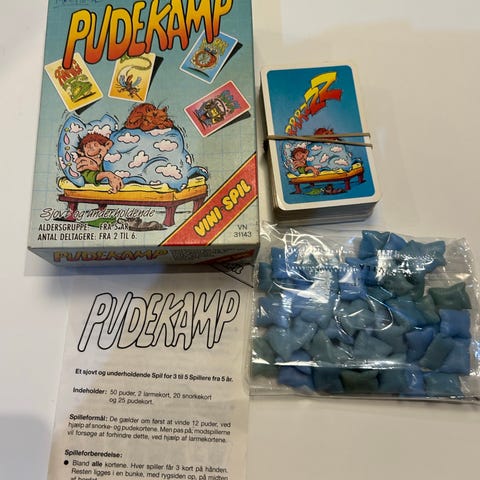 PUDEKAMP
Sjovt og underholdende
ALDERSGRUPPE: FRA 5 ÅR
ANTAL DELTAGERE: FRA 2 TIL 6.
VINI SPIL
VN
31143
PUDEKAMP
RRRRZZZ
PUDEKAMP
Et sjovt og underholdende Spil for 3 til 5 Spillere fra 5 år.
Indeholder: 50 puder, 2 larmekort, 20 snorkekort
og 25 pudekort.
Spilleformål: De gælder om først at vinde 12 puder, ved
hjælp af snorke- og pudekortene. Men pas på, modspillerne
vil forsøge at forhindre dette, ved hjælp af larmekortene.
Spilleforberedelse:
● Bland alle kortene. Hver spiller får 3 kort på hånden.
Resten ligges i en bunke, med rygsiden op, på midten
af bordet.